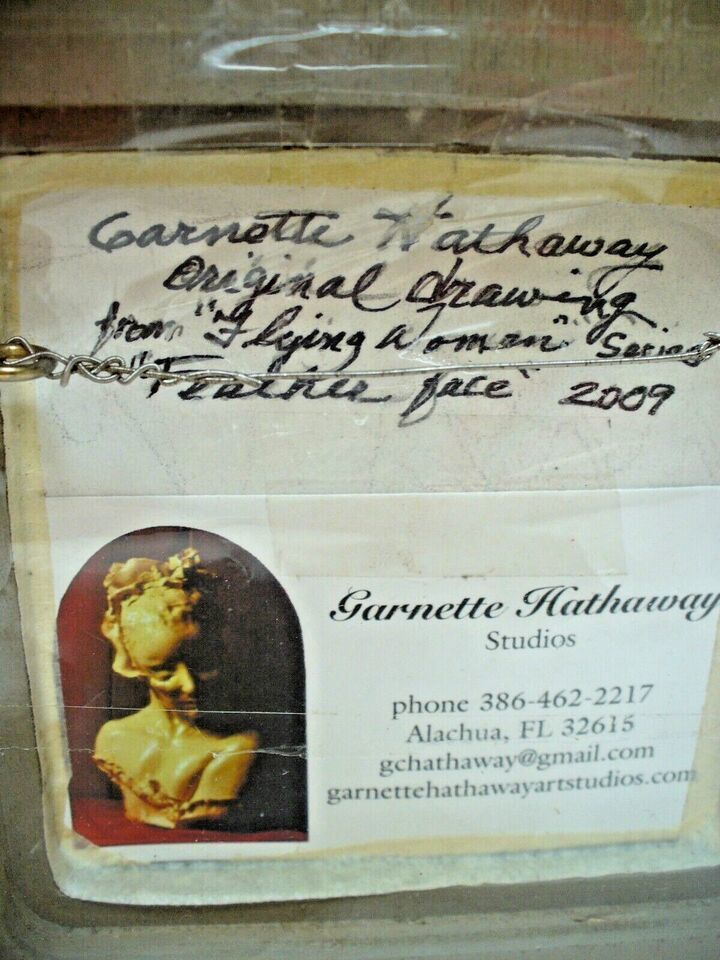 Garnette Hathaway
Original drawing
from "Flying Woman" Series
"Feather face" 2009
Garnette Hathaway
Studios
phone 386-462-2217
Alachua, FL 32615
gchathaway@gmail.com
garnettehathawayartstudios.com